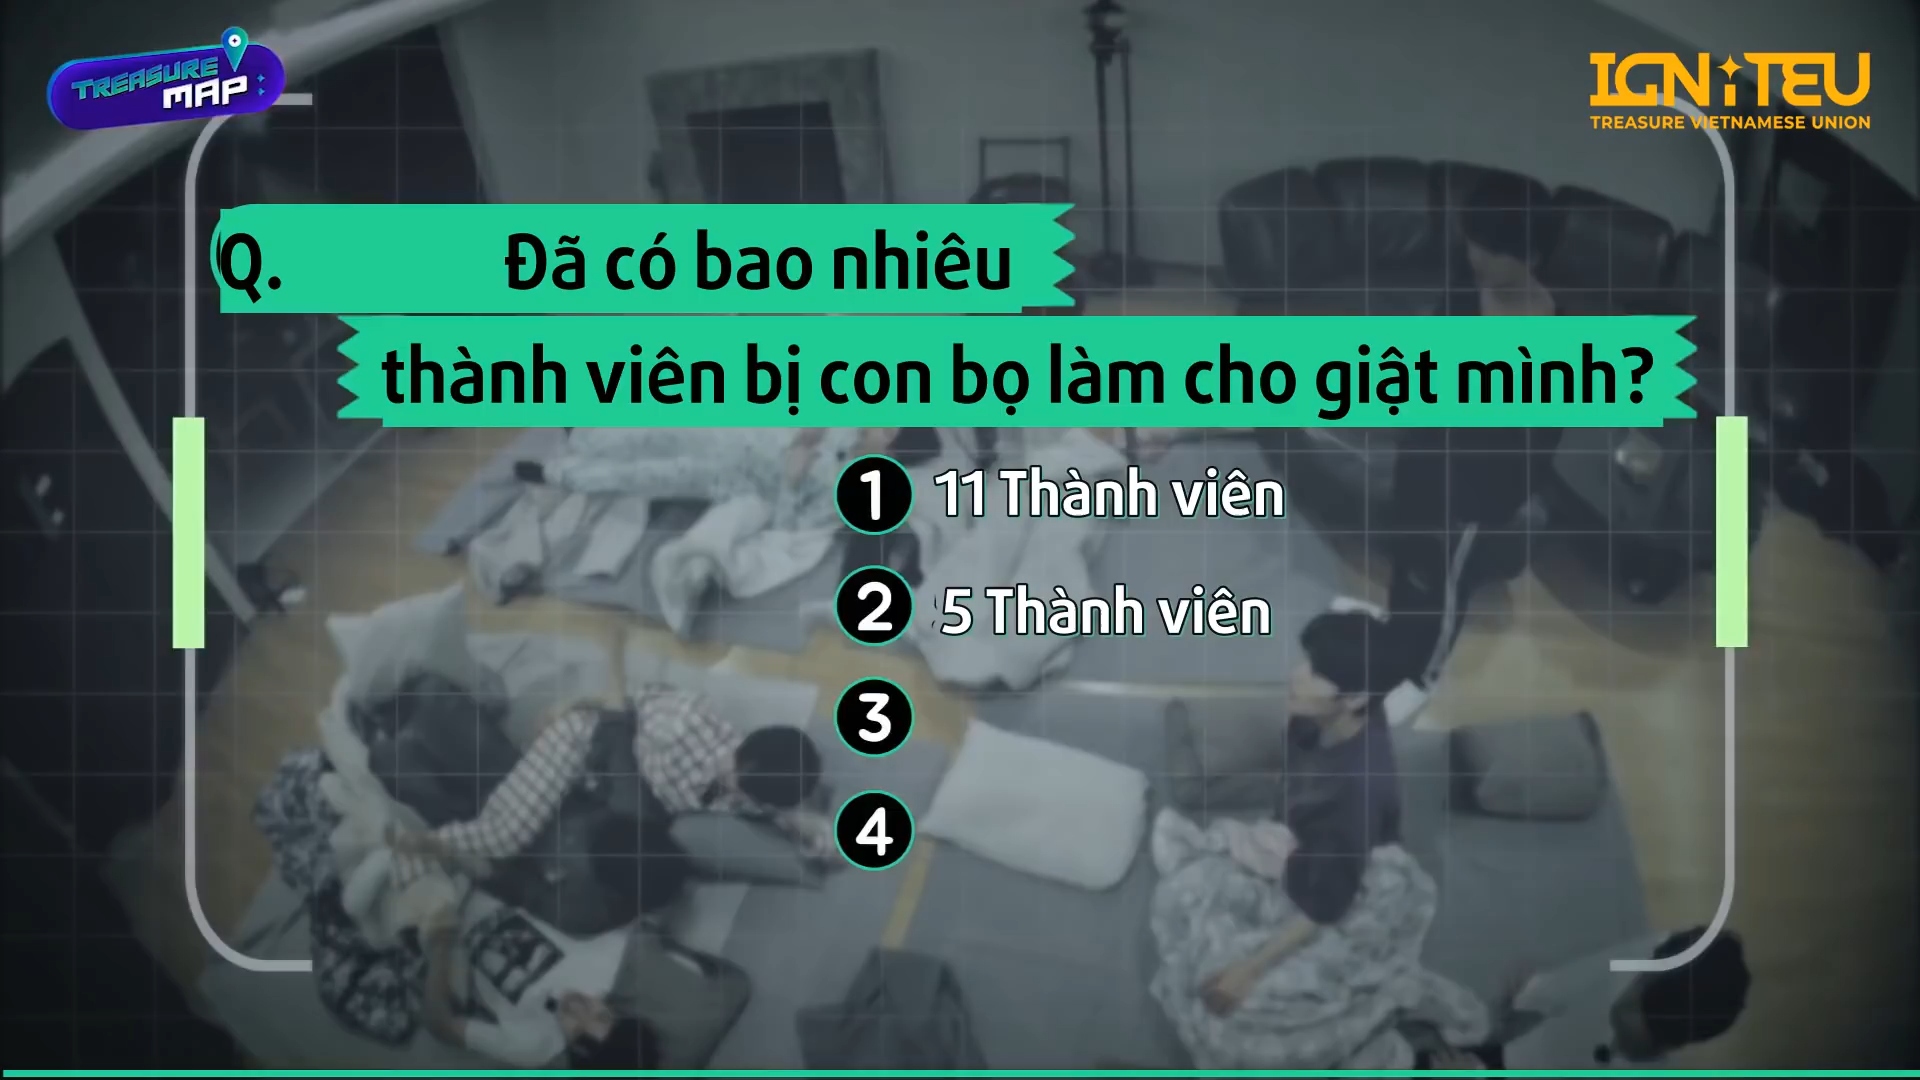 TREASURE
MAP
IGNITEU
TREASURE VIETNAMESE UNION
Q. Đã có bao nhiêu
thành viên bị con bọ làm cho giật mình?
1 11 Thành viên
2 5 Thành viên
3
4